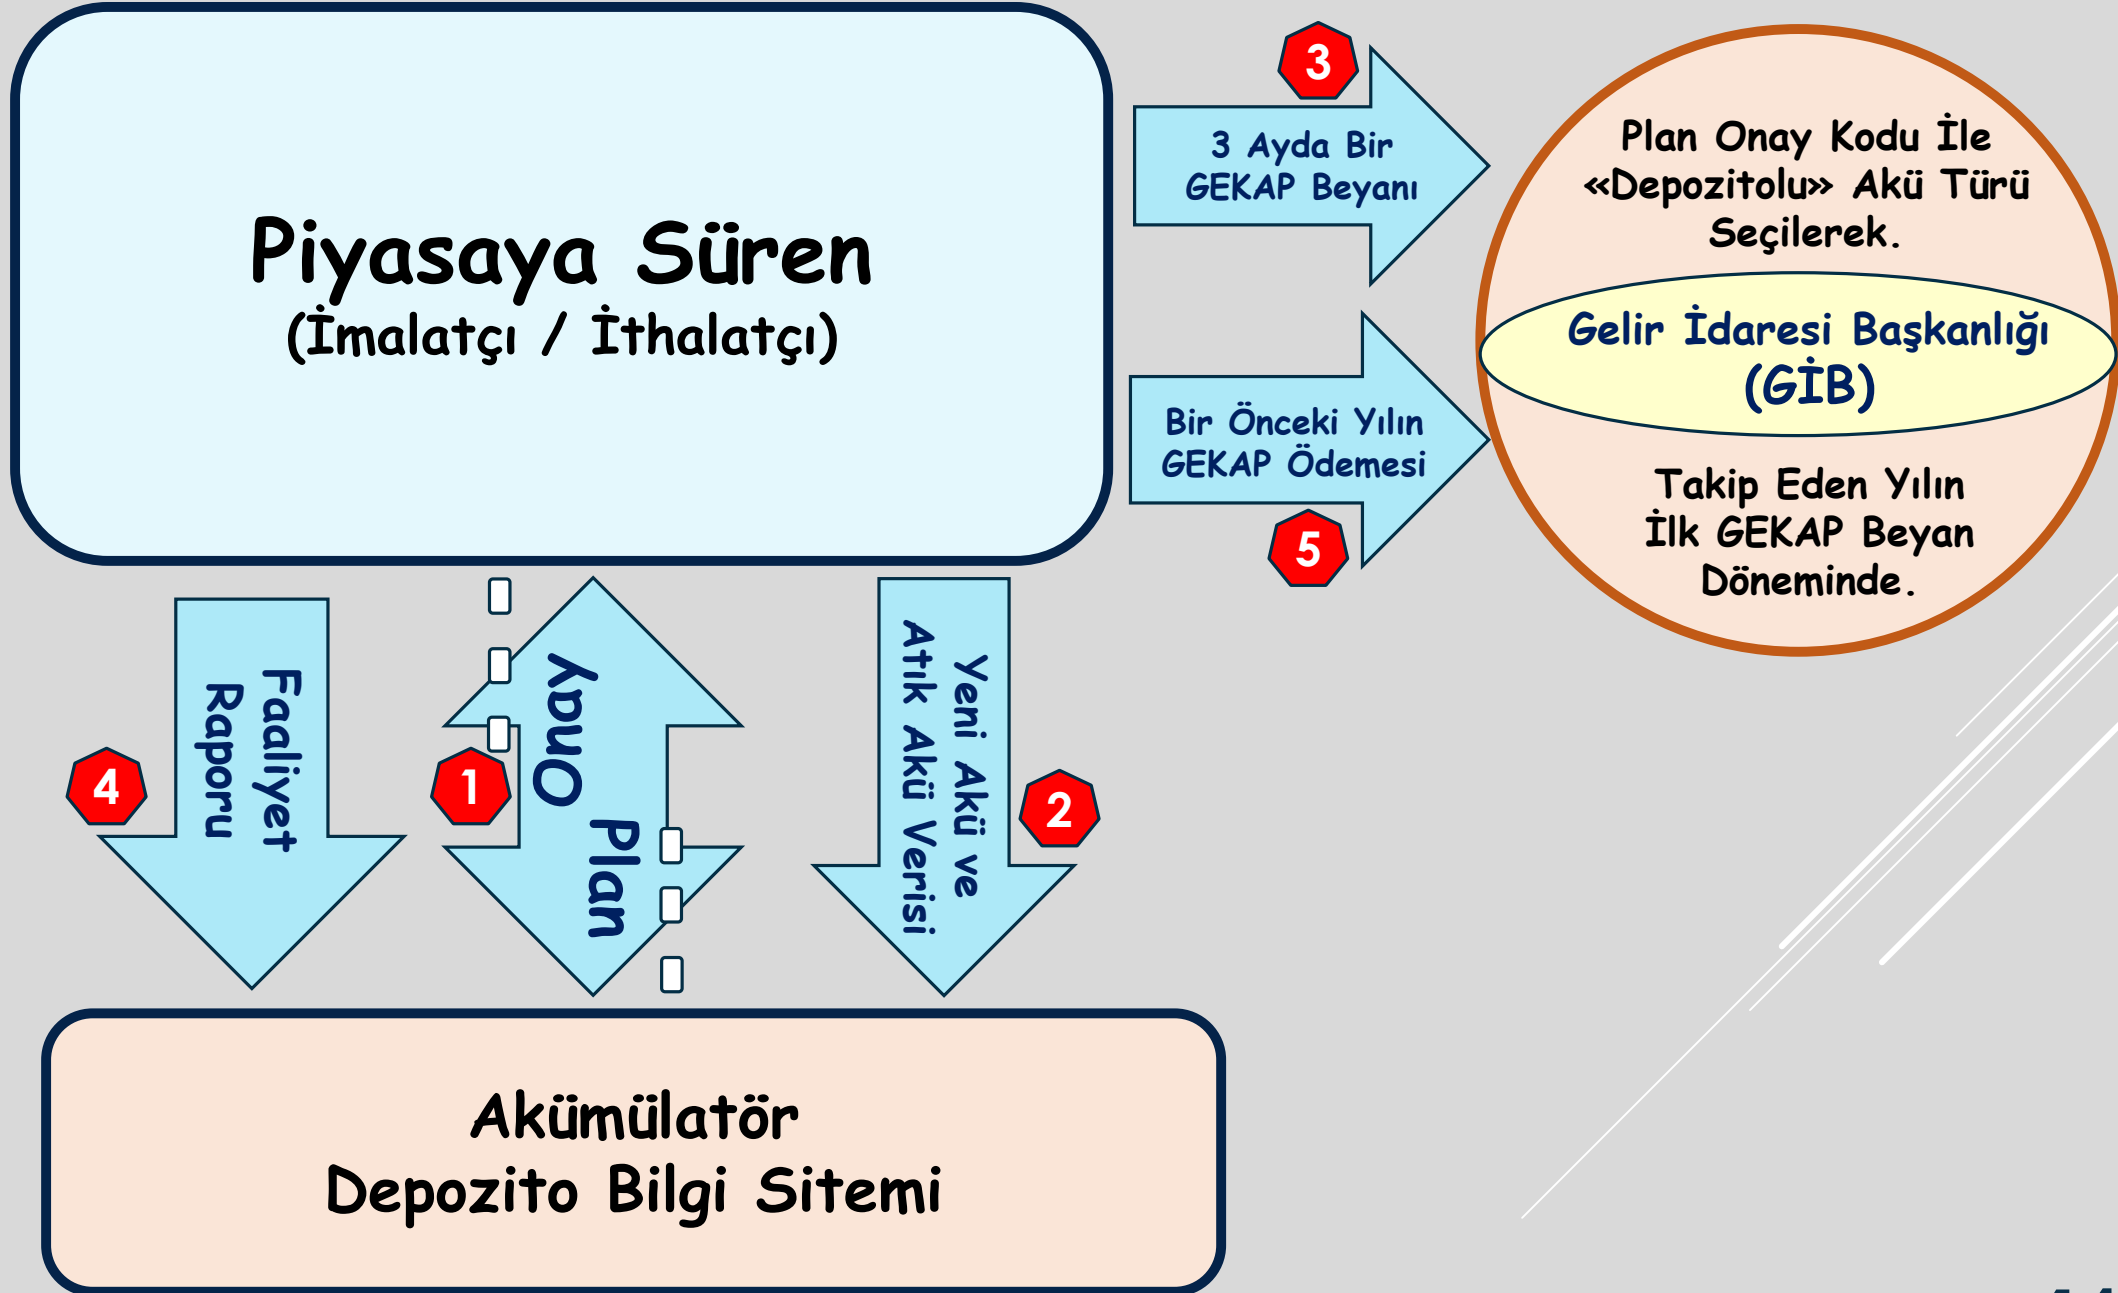 Piyasaya Süren
(İmalatçı / İthalatçı)
3
3 Ayda Bir
GEKAP Beyanı
Bir Önceki Yılın
GEKAP Ödemesi
5
Plan Onay Kodu İle
«Depozitolu» Akü Türü
Seçilerek.
Gelir İdaresi Başkanlığı
(GİB)
Takip Eden Yılın
İlk GEKAP Beyan
Döneminde.
4
Faaliyet
Raporu
1
Onay
Plan
Yeni Akü ve
Atık Akü Verisi
2
Akümülatör
Depozito Bilgi Sitemi